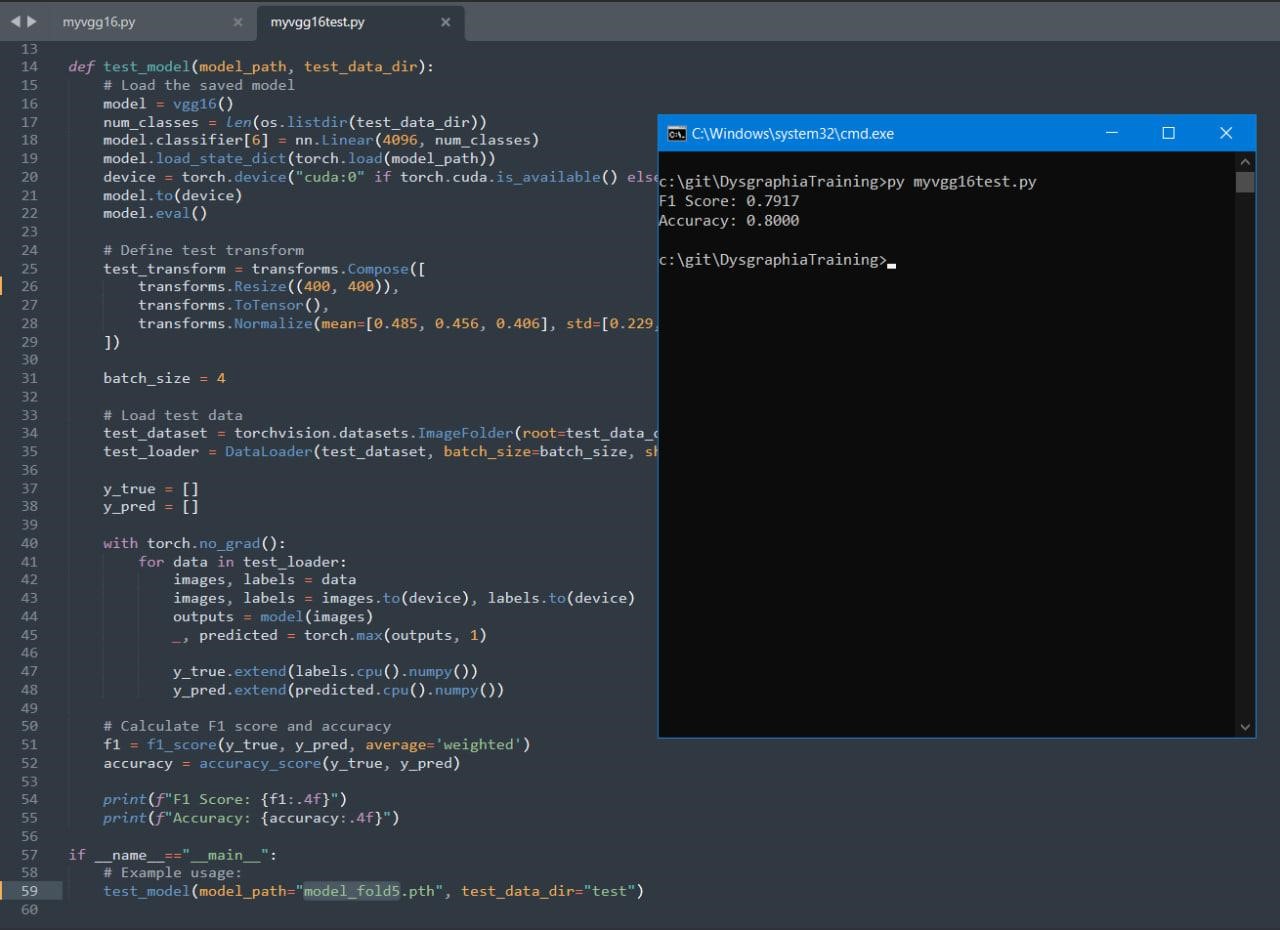 myvgg16.py
myvgg16test.py
13
14 def test_model(model_path, test_data_dir):
15 # Load the saved model
16 model = vgg16()
17 num_classes = len(os.listdir(test_data_dir))
18 model.classifier[6] = nn.Linear(4096, num_classes)
19 model.load_state_dict(torch.load(model_path))
20 device = torch.device("cuda:0" if torch.cuda.is_available() else
21 model.to(device)
22 model.eval()
23
24 # Define test transform
25 test_transform = transforms.Compose([
26 transforms.Resize((400, 400)),
27 transforms.ToTensor(),
28 transforms.Normalize(mean=[0.485, 0.456, 0.406], std=[0.229,
29 ])
30
31 batch_size = 4
32
33 # Load test data
34 test_dataset = torchvision.datasets.ImageFolder(root=test_data_
35 test_loader = DataLoader(test_dataset, batch_size=batch_size, sh
36
37 y_true = []
38 y_pred = []
39
40 with torch.no_grad():
41 for data in test_loader:
42 images, labels = data
43 images, labels = images.to(device), labels.to(device)
44 outputs = model(images)
45 _, predicted = torch.max(outputs, 1)
46
47 y_true.extend(labels.cpu().numpy())
48 y_pred.extend(predicted.cpu().numpy())
49
50 # Calculate F1 score and accuracy
51 f1 = f1_score(y_true, y_pred, average='weighted')
52 accuracy = accuracy_score(y_true, y_pred)
53
54 print(f"F1 Score: {f1:.4f}")
55 print(f"Accuracy: {accuracy:.4f}")
56
57 if __name__=="__main__":
58 # Example usage:
59 test_model(model_path="model_fold5.pth", test_data_dir="test")
60
C:\Windows\system32\cmd.exe
c:\git\DysgraphiaTraining>py myvgg16test.py
F1 Score: 0.7917
Accuracy: 0.8000
c:\git\DysgraphiaTraining>